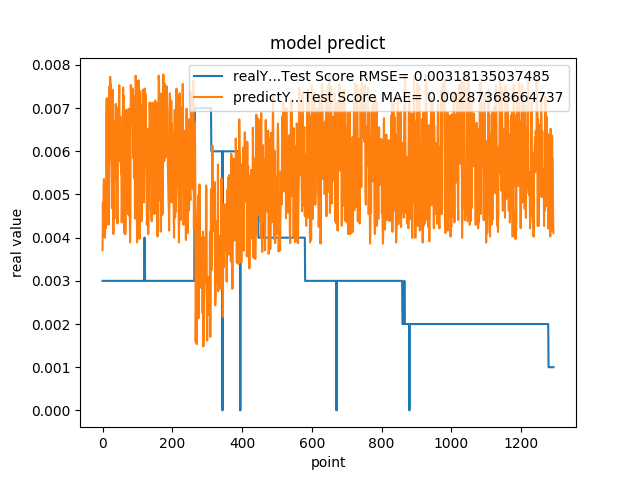 model predict
realY...Test Score RMSE= 0.00318135037485
predictY...Test Score MAE= 0.00287368664737
0.008
0.007
0.006
0.005
0.004
0.003
0.002
0.001
0.000
real value
0 200 400 600 800 1000 1200
point